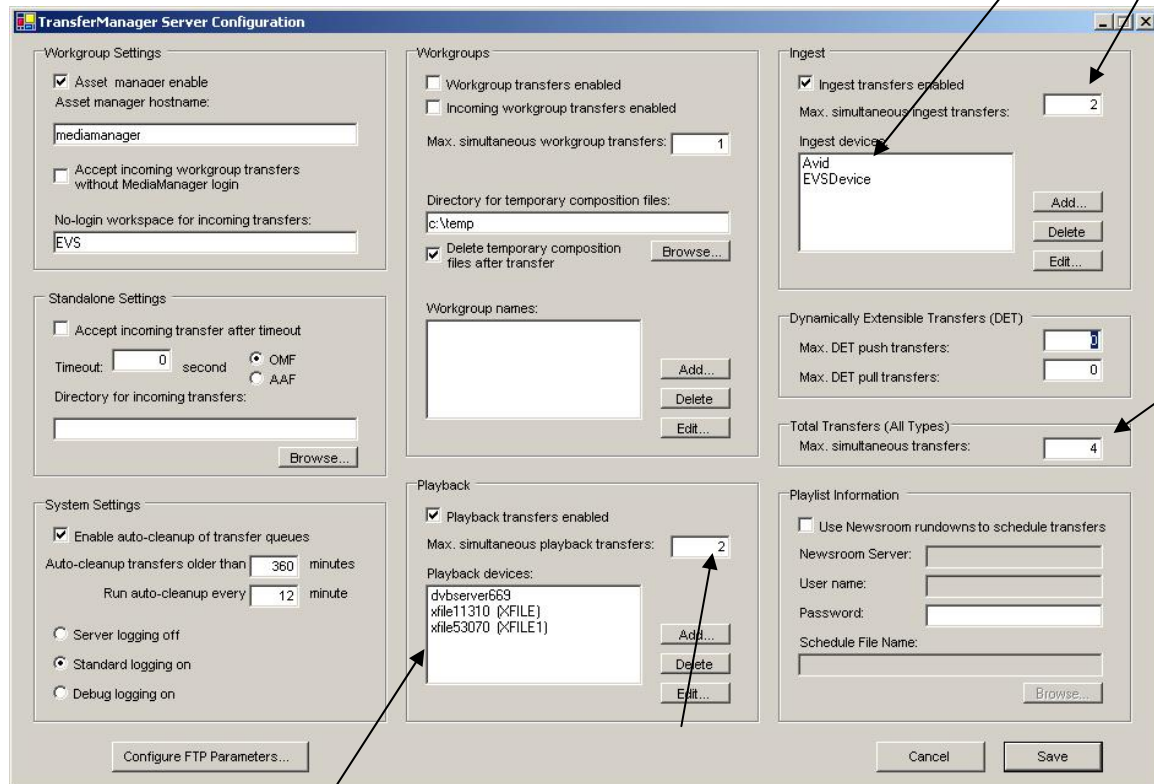 TransferManager Server Configuration
Workgroup Settings
Asset manager enable
Asset manager hostname:
mediamanager
Accept incoming workgroup transfers
without MediaManager login
No-login workspace for incoming transfers:
EVS
Standalone Settings
Accept incoming transfer after timeout
Timeout: 0 second OMF
AAF
Directory for incoming transfers:
Browse...
System Settings
Enable auto-cleanup of transfer queues
Auto-cleanup transfers older than 360 minutes
Run auto-cleanup every 12 minute
Server logging off
Standard logging on
Debug logging on
Configure FTP Parameters...
Workgroups
Workgroup transfers enabled
Incoming workgroup transfers enabled
Max. simultaneous workgroup transfers: 1
Directory for temporary composition files:
c:\temp
Delete temporary composition
files after transfer
Browse...
Workgroup names:
Add...
Delete
Edit...
Playback
Playback transfers enabled
Max. simultaneous playback transfers: 2
Playback devices:
dvbserver669
xfile11310 (XFILE)
xfile53070 (XFILE1)
Add...
Delete
Edit...
Ingest
Ingest transfers enabled
Max. simultaneous ingest transfers: 2
Ingest devices
Avid
EVSDevice
Add...
Delete
Edit...
Dynamically Extensible Transfers (DET)
Max. DET push transfers: 0
Max. DET pull transfers: 0
Total Transfers (All Types)
Max. simultaneous transfers: 4
Playlist Information
Use Newsroom rundowns to schedule transfers
Newsroom Server:
User name:
Password:
Schedule File Name:
Browse...
Cancel
Save